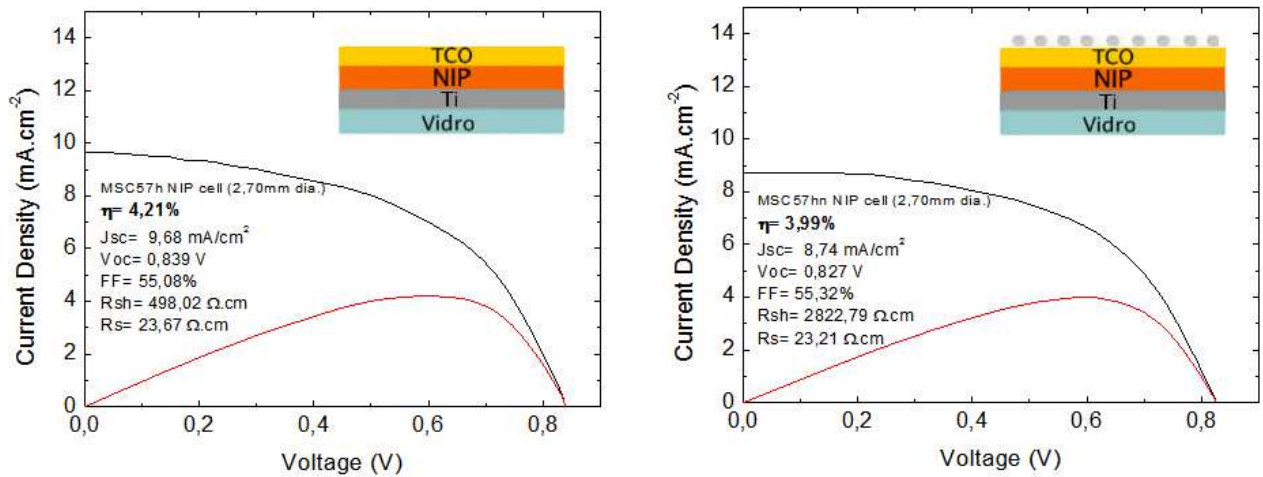 14
12
10
8
6
4
2
0
0,0
0,2
0,4
0,6
0,8
Current Density (mA.cm-2)
Voltage (V)
TCO
NIP
Ti
Vidro
MSC57h NIP cell (2,70mm dia.)
η= 4,21%
Jsc= 9,68 mA/cm2
Voc= 0,839 V
FF= 55,08%
Rsh= 498,02 Ω.cm
Rs= 23,67 Ω.cm
14
12
10
8
6
4
2
0
0,0
0,2
0,4
0,6
0,8
Current Density (mA.cm-2)
Voltage (V)
TCO
NIP
Ti
Vidro
MSC57hn NIP cell (2,70mm dia.)
η= 3,99%
Jsc= 8,74 mA/cm2
Voc= 0,827 V
FF= 55,32%
Rsh= 2822,79 Ω.cm
Rs= 23,21 Ω.cm